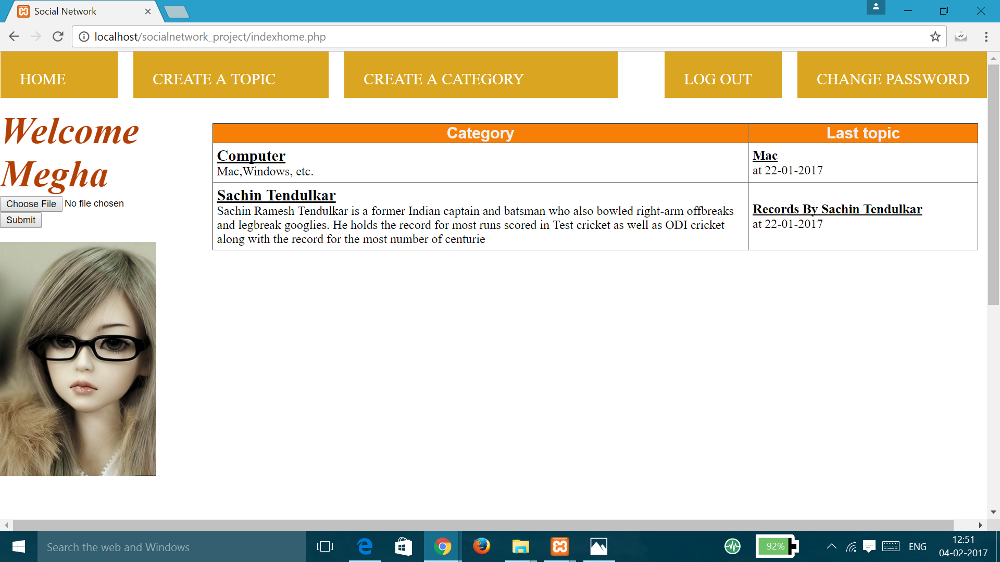 Social Network
localhost/socialnetwork_project/indexhome.php
HOME
CREATE A TOPIC
CREATE A CATEGORY
LOG OUT
CHANGE PASSWORD
Welcome
Megha
Choose File No file chosen
Submit
Category
Last topic
Computer
Mac,Windows, etc.
Mac
at 22-01-2017
Sachin Tendulkar
Sachin Ramesh Tendulkar is a former Indian captain and batsman who also bowled right-arm offbreaks
and legbreak googlies. He holds the record for most runs scored in Test cricket as well as ODI cricket
along with the record for the most number of centurie
Records By Sachin Tendulkar
at 22-01-2017
Search the web and Windows
92%
ENG
12:51
04-02-2017